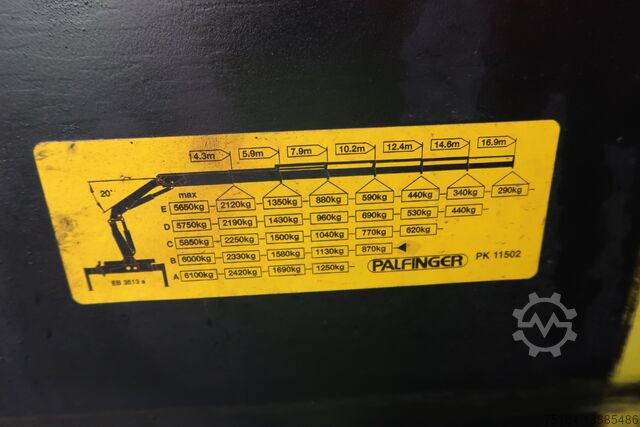 4.3m 5.9m 7.9m 10.2m 12.4m 14.6m 16.9m
20°
max
E 5650kg 2120kg 1350kg 880kg 590kg 440kg 340kg 290kg
D 5750kg 2190kg 1430kg 960kg 690kg 530kg 440kg
C 5850kg 2250kg 1500kg 1040kg 770kg 620kg
B 6000kg 2330kg 1580kg 1130kg 870kg
A 6100kg 2420kg 1690kg 1250kg
EB 3513 s
PALFINGER PK 11502